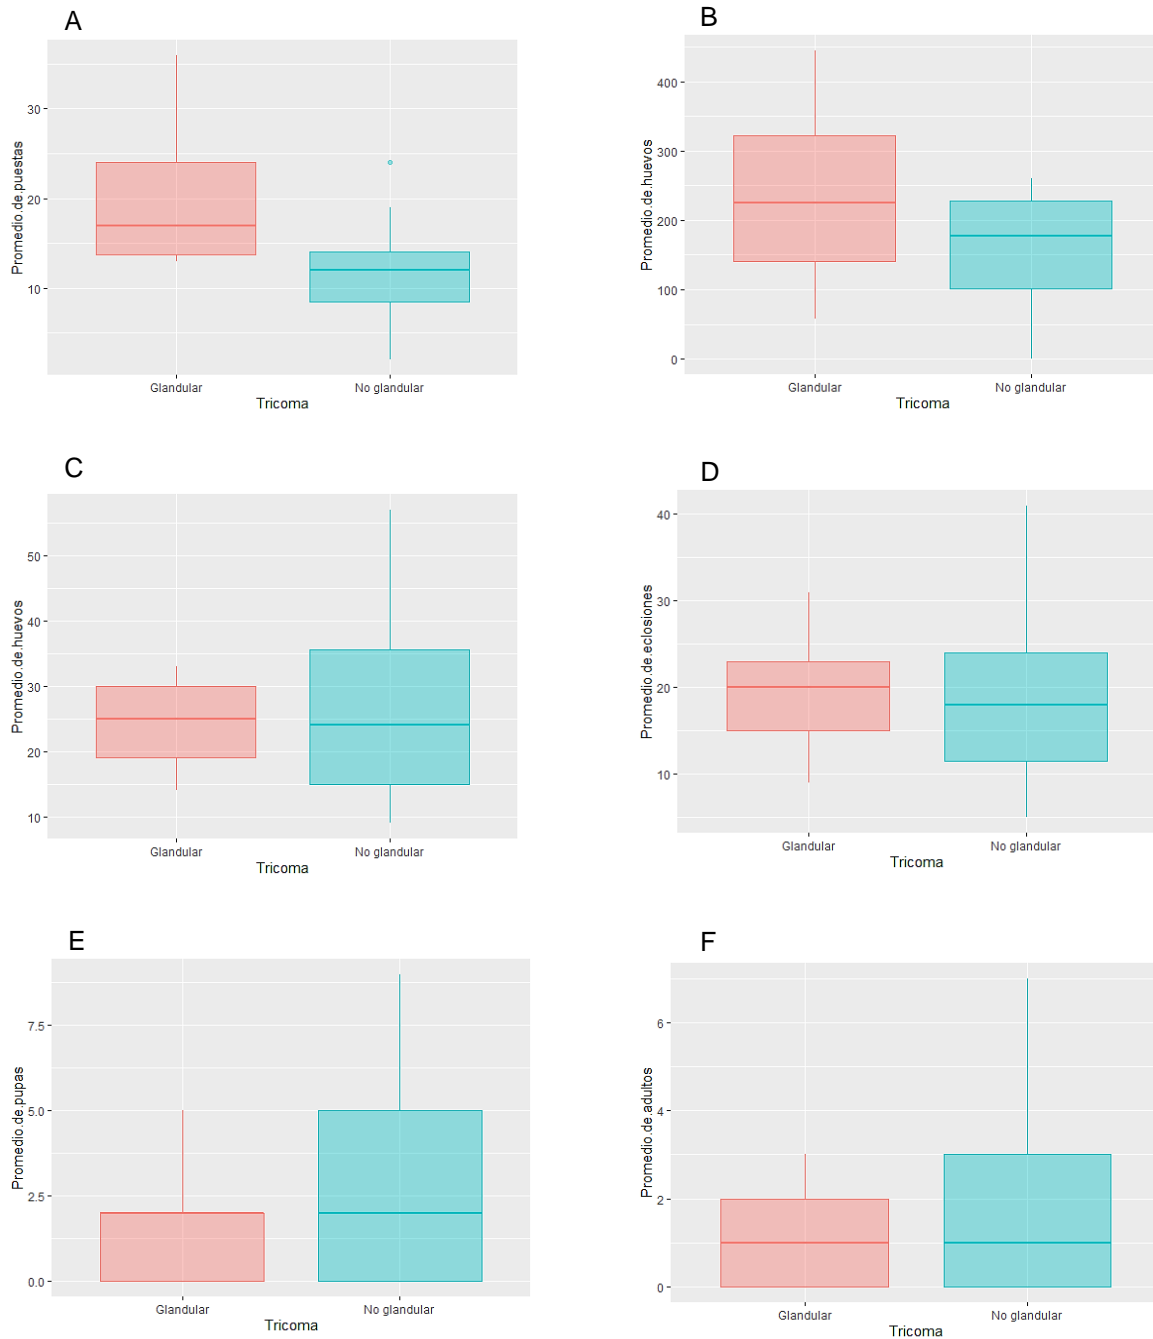 A
Promedio.de.puestas
30
20
10
Glandular
No glandular
Tricoma
B
Promedio.de.huevos
400
300
200
100
0
Glandular
No glandular
Tricoma
C
Promedio.de.huevos
50
40
30
20
10
Glandular
No glandular
Tricoma
D
Promedio.de.eclosiones
40
30
20
10
Glandular
No glandular
Tricoma
E
Promedio.de.pupas
7.5
5.0
2.5
0.0
Glandular
No glandular
Tricoma
F
Promedio.de.adultos
6
4
2
0
Glandular
No glandular
Tricoma